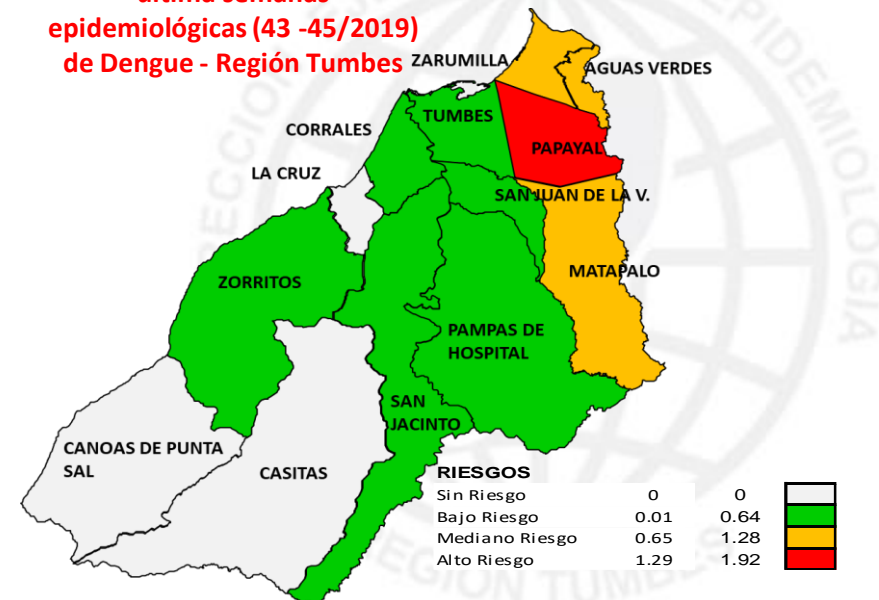 última semanas
epidemiológicas (43 -45/2019)
de Dengue - Región Tumbes
ZARUMILLA
AGUAS VERDES
TUMBES
CORRALES
PAPAYAL
LA CRUZ
SAN JUAN DE LA V.
MATAPALO
ZORRITOS
PAMPAS DE
HOSPITAL
SAN
JACINTO
CANOAS DE PUNTA
SAL
CASITAS
RIESGOS
Sin Riesgo 0 0
Bajo Riesgo 0.01 0.64
Mediano Riesgo 0.65 1.28
Alto Riesgo 1.29 1.92